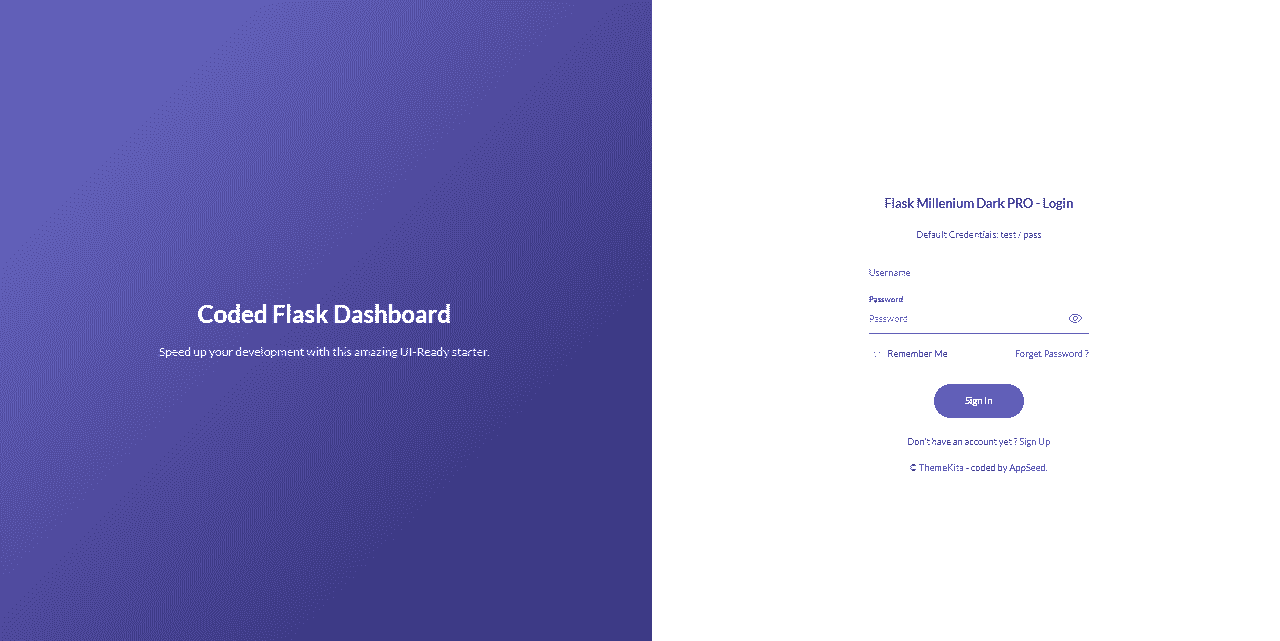 Coded Flask Dashboard
Speed up your development with this amazing UI-Ready starter.
Flask Millenium Dark PRO - Login
Default Credentials: test / pass
Username
Password
Password
Remember Me
Forget Password ?
Sign In
Don't have an account yet ? Sign Up
© ThemeKita - coded by AppSeed.